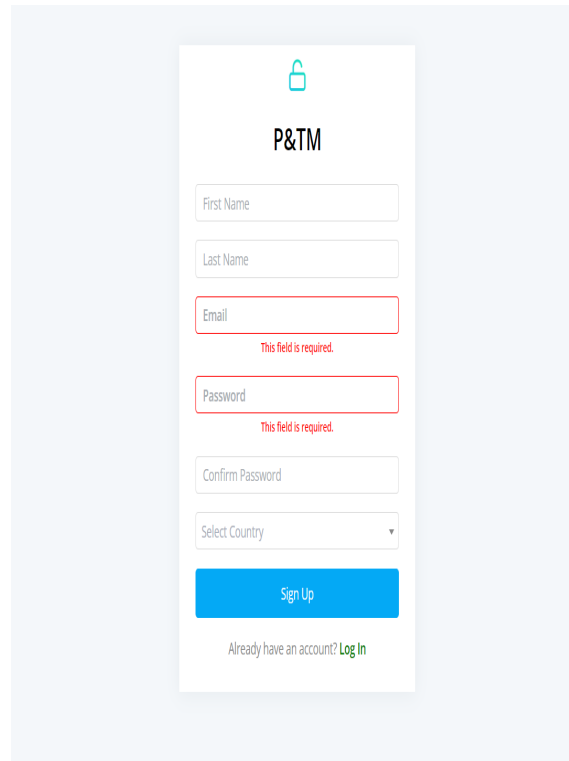 P&TM
First Name
Last Name
Email
This field is required.
Password
This field is required.
Confirm Password
Select Country
Sign Up
Already have an account? Log In